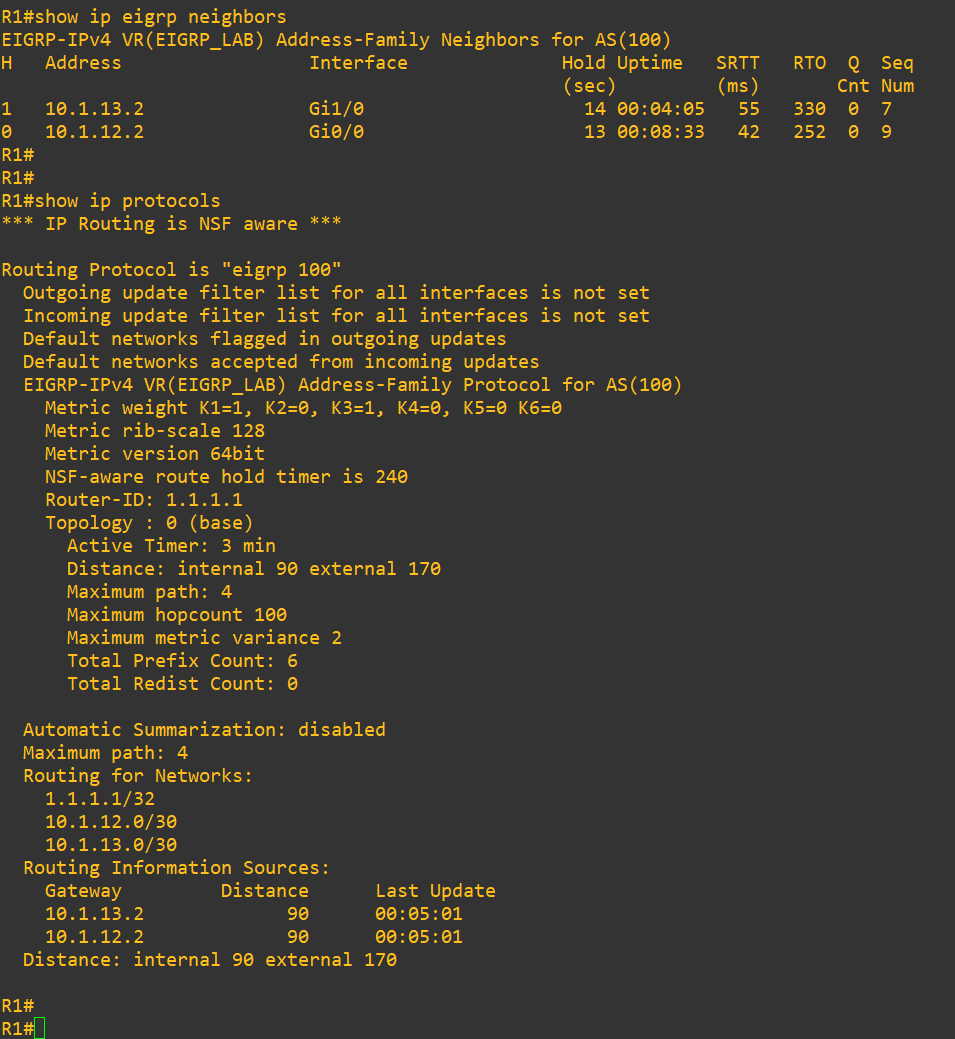 R1#show ip eigrp neighbors
EIGRP-IPv4 VR(EIGRP_LAB) Address-Family Neighbors for AS(100)
H   Address                 Interface              Hold Uptime   SRTT   RTO  Q  Seq
                                                   (sec)         (ms)       Cnt Num
1   10.1.13.2               Gi1/0                    14 00:04:05   55   330  0  7
0   10.1.12.2               Gi0/0                    13 00:08:33   42   252  0  9
R1#
R1#
R1#show ip protocols
*** IP Routing is NSF aware ***

Routing Protocol is "eigrp 100"
  Outgoing update filter list for all interfaces is not set
  Incoming update filter list for all interfaces is not set
  Default networks flagged in outgoing updates
  Default networks accepted from incoming updates
  EIGRP-IPv4 VR(EIGRP_LAB) Address-Family Protocol for AS(100)
    Metric weight K1=1, K2=0, K3=1, K4=0, K5=0 K6=0
    Metric rib-scale 128
    Metric version 64bit
    NSF-aware route hold timer is 240
    Router-ID: 1.1.1.1
    Topology : 0 (base)
      Active Timer: 3 min
      Distance: internal 90 external 170
      Maximum path: 4
      Maximum hopcount 100
      Maximum metric variance 2
      Total Prefix Count: 6
      Total Redist Count: 0

  Automatic Summarization: disabled
  Maximum path: 4
  Routing for Networks:
    1.1.1.1/32
    10.1.12.0/30
    10.1.13.0/30
  Routing Information Sources:
    Gateway         Distance      Last Update
    10.1.13.2             90      00:05:01
    10.1.12.2             90      00:05:01
  Distance: internal 90 external 170

R1#
R1#